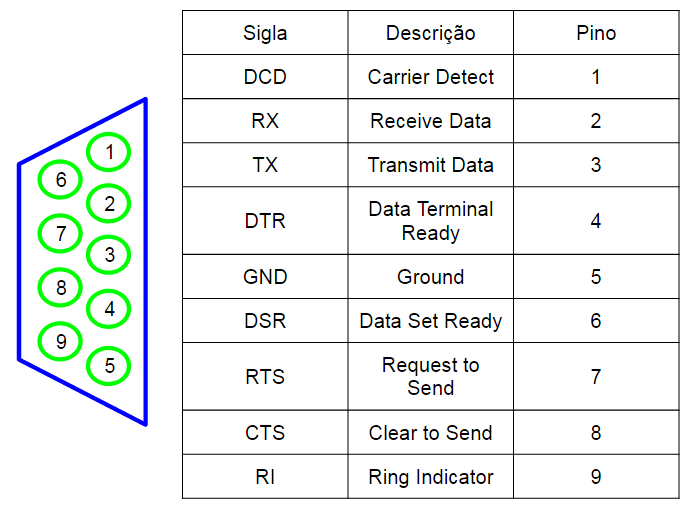 Sigla Descrição Pino
DCD Carrier Detect 1
RX Receive Data 2
TX Transmit Data 3
DTR Data Terminal
Ready 4
GND Ground 5
DSR Data Set Ready 6
RTS Request to
Send 7
CTS Clear to Send 8
RI Ring Indicator 9
1
6
2
7
3
8
4
9
5